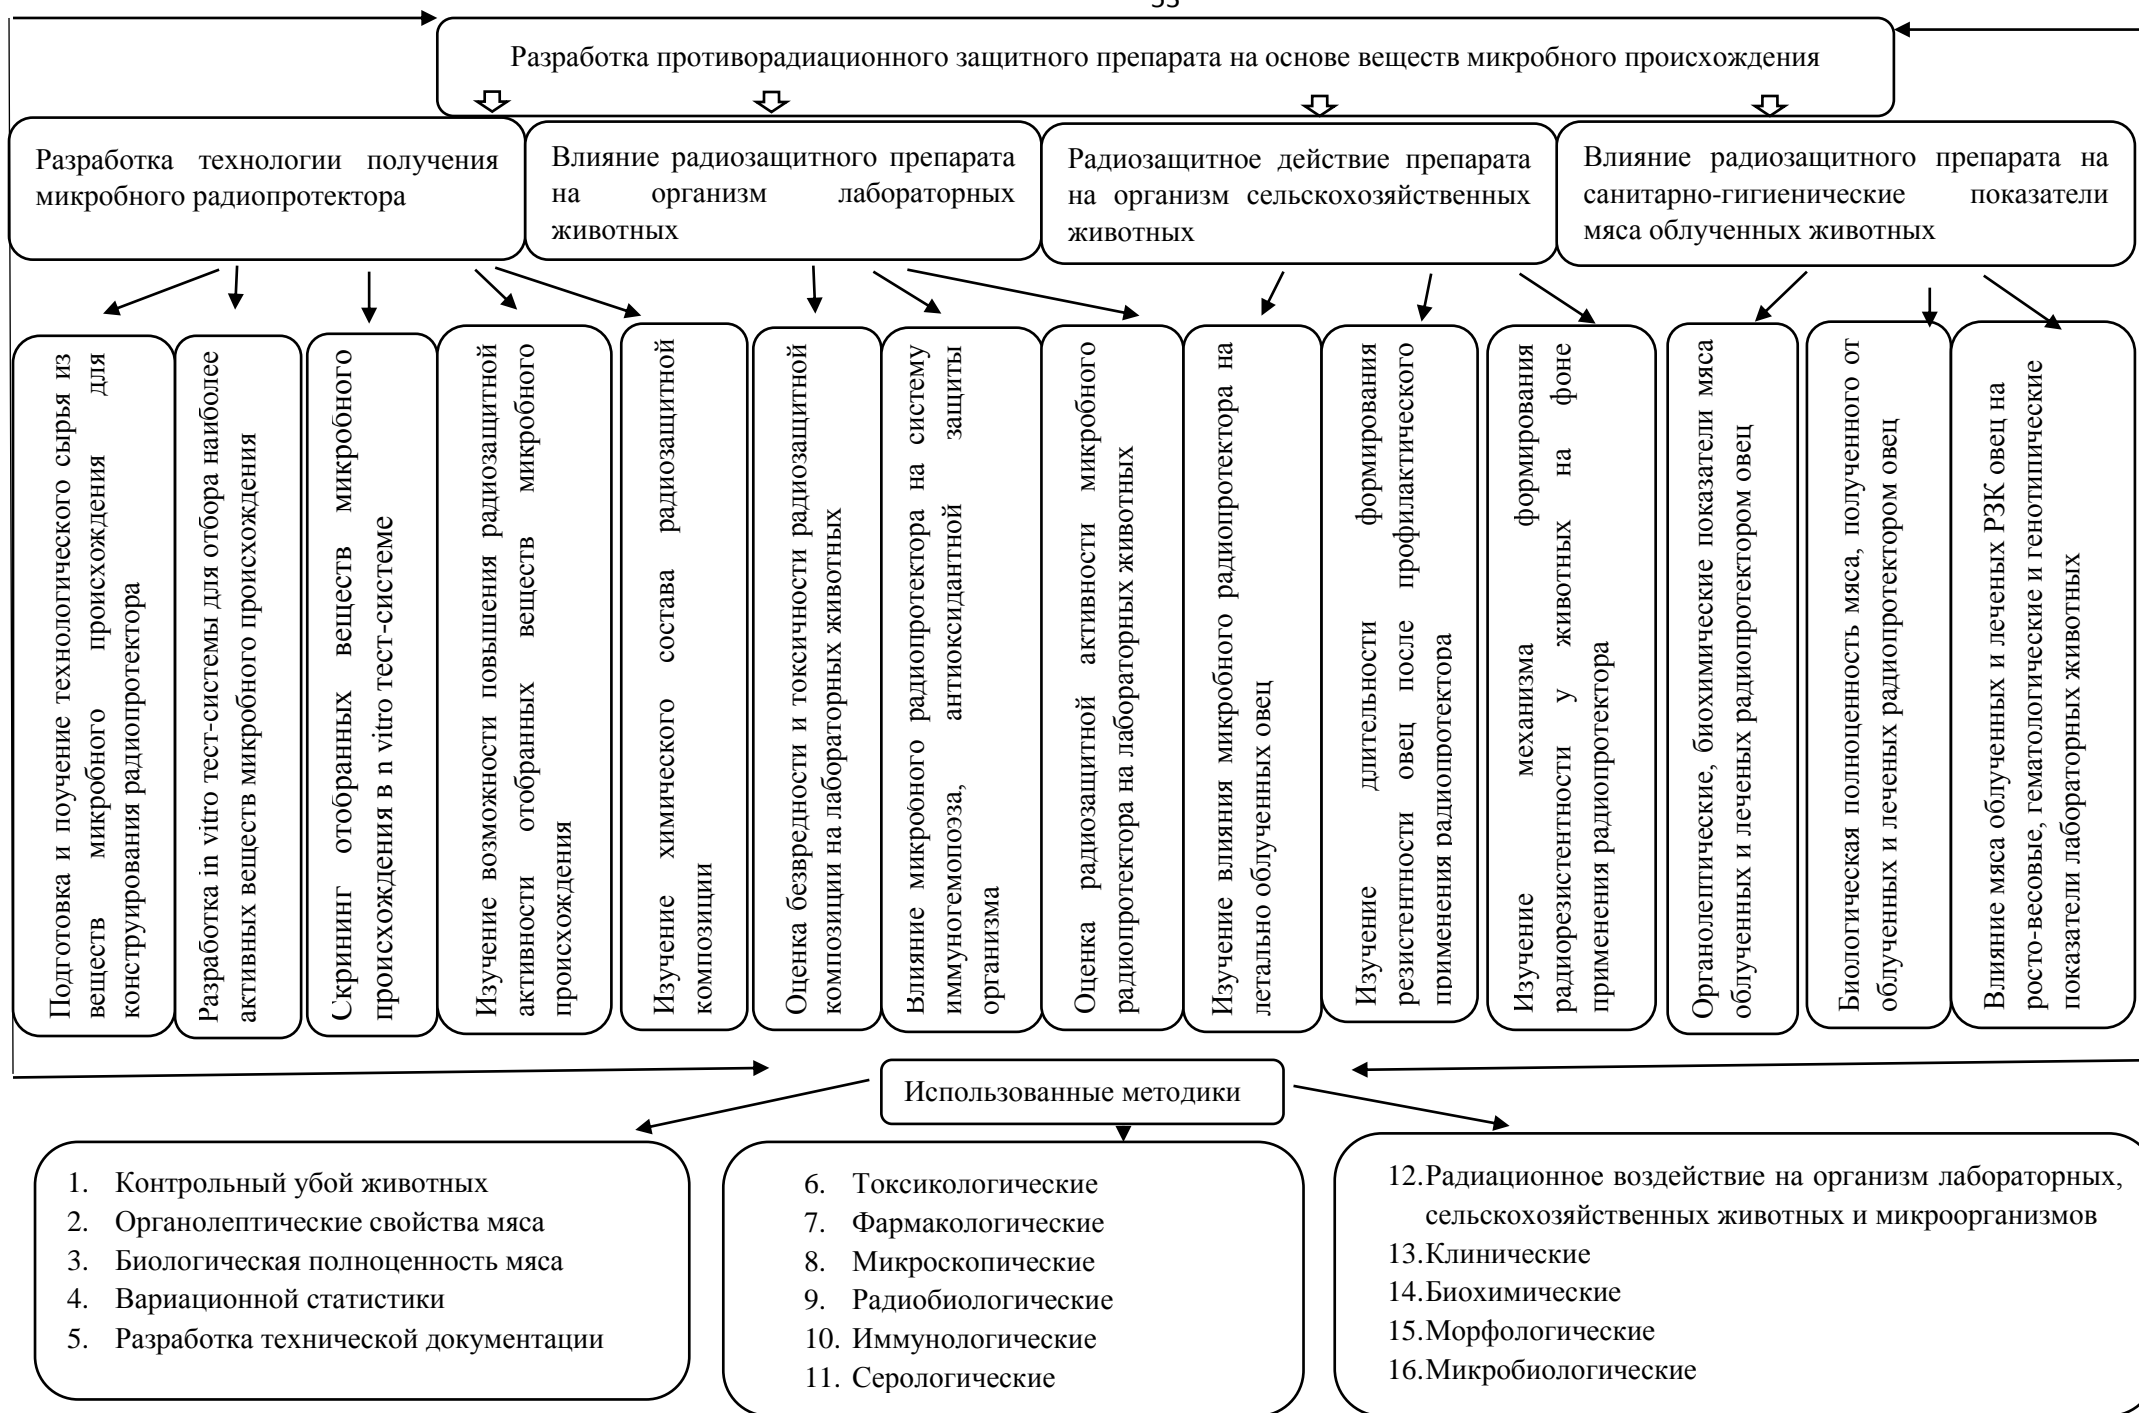 Разработка противорадиационного защитного препарата на основе веществ микробного происхождения
Разработка технологии получения
микробного радиопротектора
Влияние радиозащитного препарата
на организм лабораторных
животных
Радиозащитное действие препарата
на организм сельскохозяйственных
животных
Влияние радиозащитного препарата на
санитарно-гигиенические показатели
мяса облученных животных
Подготовка и поучение технологического сырья из
веществ микробного происхождения для
конструирования радиопротектора
Разработка in vitro тест-системы для отбора наиболее
активных веществ микробного происхождения
Скрининг отобранных веществ микробного
происхождения в n vitro тест-системе
Изучение возможности повышения радиозащитной
активности отобранных веществ микробного
происхождения
Изучение химического состава радиозащитной
композиции
Оценка безвредности и токсичности радиозащитной
композиции на лабораторных животных
Влияние микробного радиопротектора на систему
иммуногемопоэза, антиоксидантной защиты
организма
Оценка радиозащитной активности микробного
радиопротектора на лабораторных животных
Изучение влияния микробного радиопротектора на
летально облученных овец
Изучение длительности формирования
резистентности овец после профилактического
применения радиопротектора
Изучение механизма формирования
радиорезистентности у животных на фоне
применения радиопротектора
Органолептические, биохимические показатели мяса
облученных и леченых радиопротектором овец
Биологическая полноценность мяса, полученного от
облученных и леченых радиопротектором овец
Влияние мяса облученных и леченых РЗК овец на
росто-весовые, гематологические и генотипические
показатели лабораторных животных
Использованные методики
1. Контрольный убой животных
2. Органолептические свойства мяса
3. Биологическая полноценность мяса
4. Вариационной статистики
5. Разработка технической документации
6. Токсикологические
7. Фармакологические
8. Микроскопические
9. Радиобиологические
10. Иммунологические
11. Серологические
12.Радиационное воздействие на организм лабораторных,
сельскохозяйственных животных и микроорганизмов
13.Клинические
14.Биохимические
15.Морфологические
16.Микробиологические